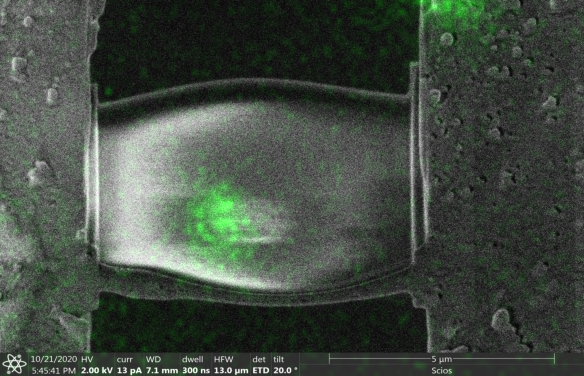 10/21/2020 HV curr WD dwell HFW det tilt 5 µm
5:45:41 PM 2.00 kV 13 pA 7.1 mm 300 ns 13.0 µm ETD 20.0 ° Scios